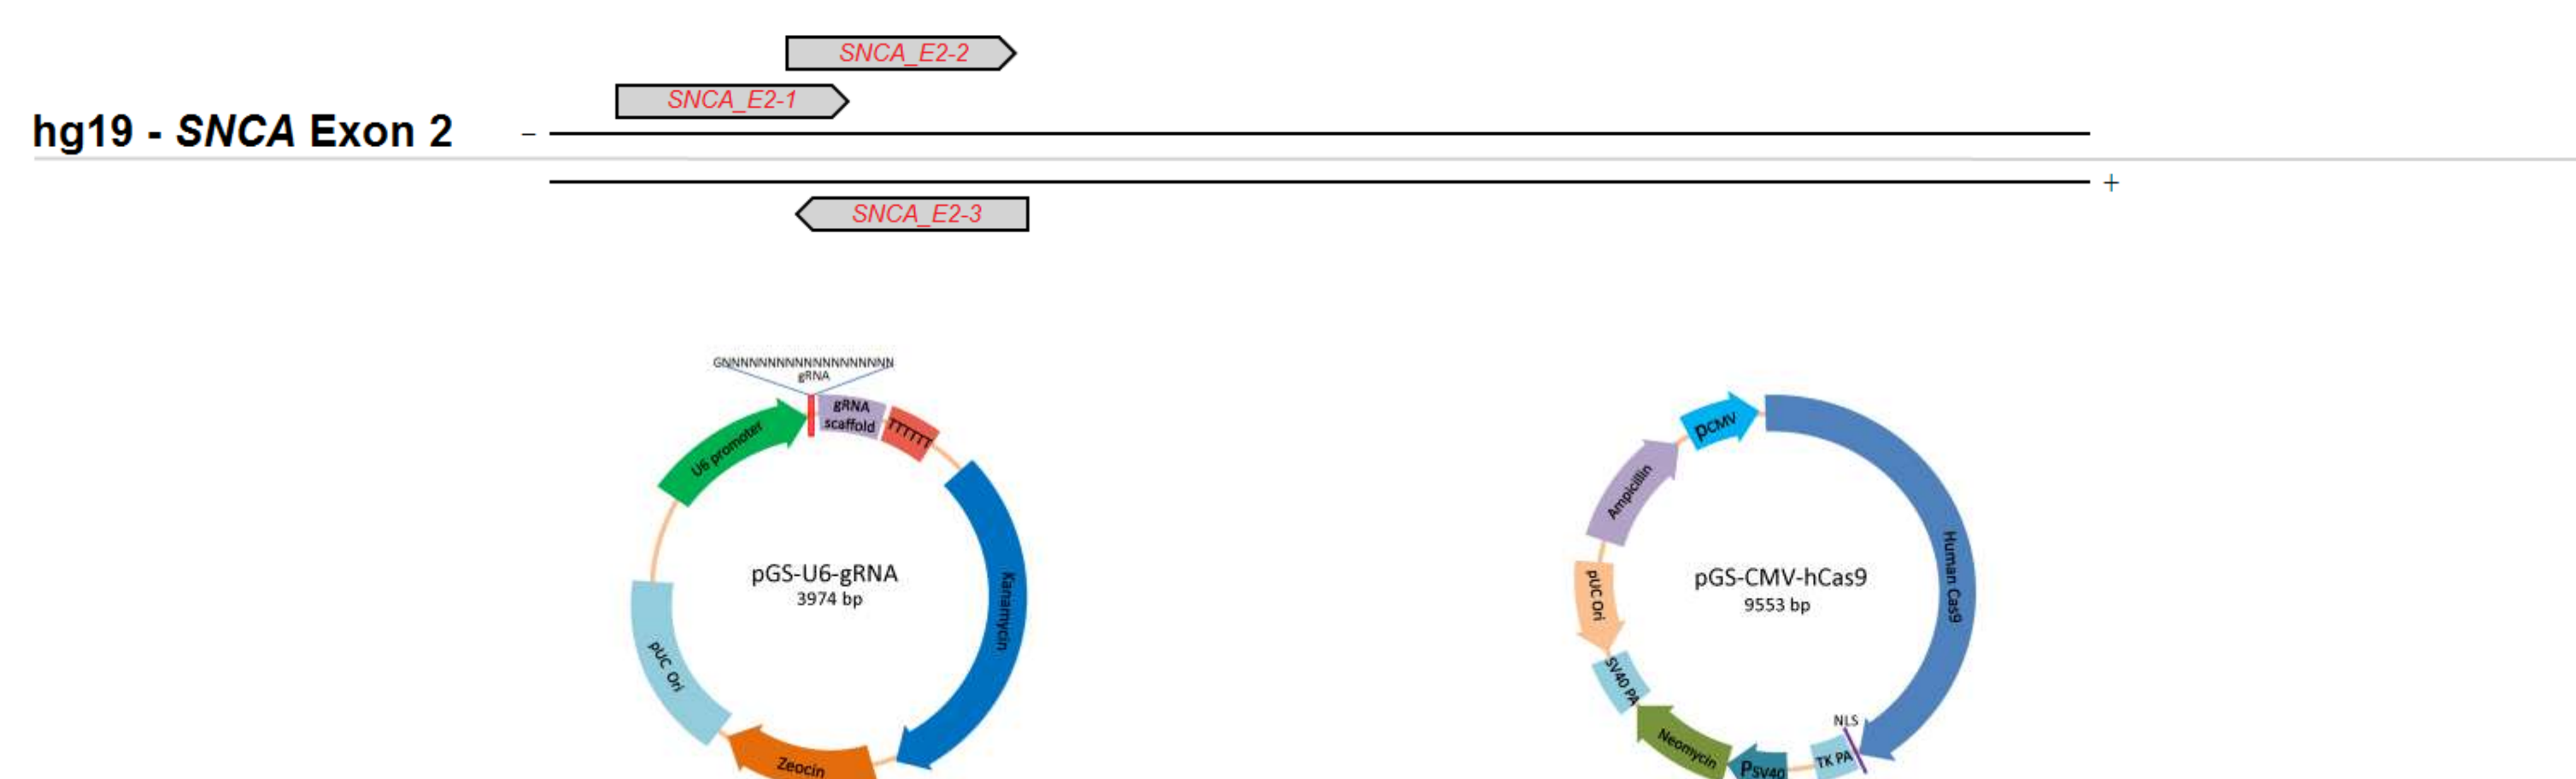 SNCA_E2-2
SNCA_E2-1
hg19 - SNCA Exon 2
–
+
SNCA_E2-3
GNNNNNNNNNNNNNNNNNNN
gRNA
U6 promoter
gRNA
scaffold
TTTTTT
Kanamycin
Zeocin
pUC Ori
pGS-U6-gRNA
3974 bp
pCMV
Human Cas9
NLS
TK PA
PSV40
Neomycin
SV40 PA
pUC Ori
Ampicillin
pGS-CMV-hCas9
9553 bp